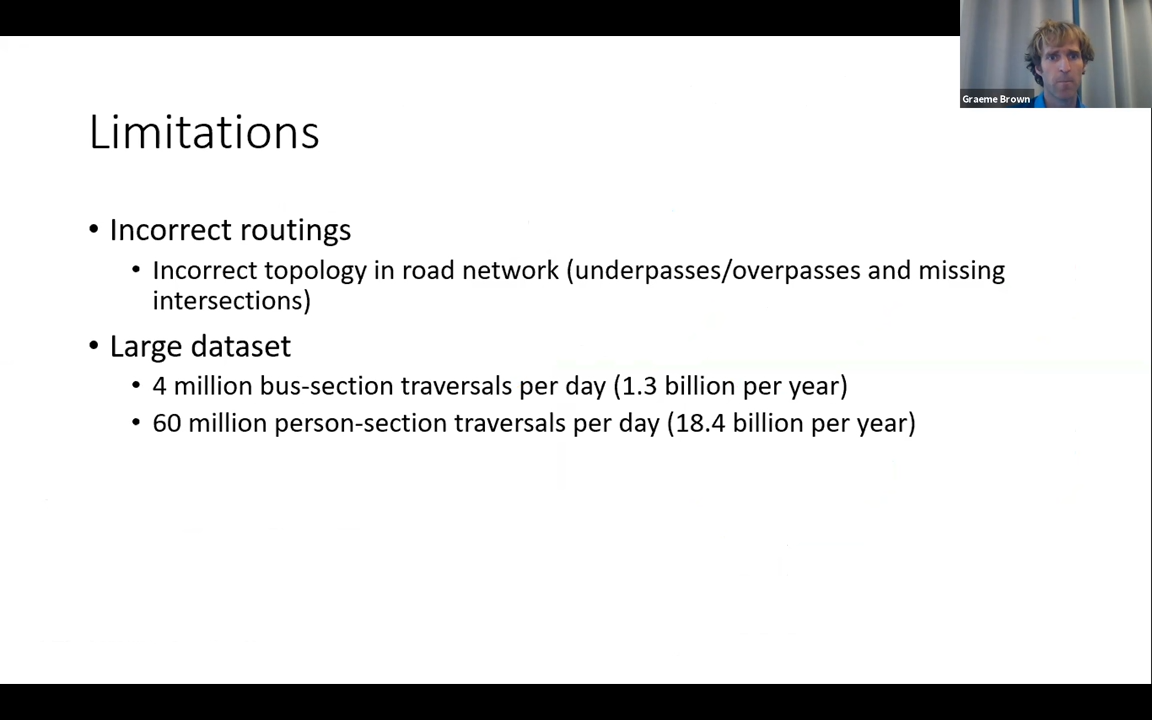 Graeme Brown
Limitations
• Incorrect routings
• Incorrect topology in road network (underpasses/overpasses and missing
intersections)
• Large dataset
• 4 million bus-section traversals per day (1.3 billion per year)
• 60 million person-section traversals per day (18.4 billion per year)